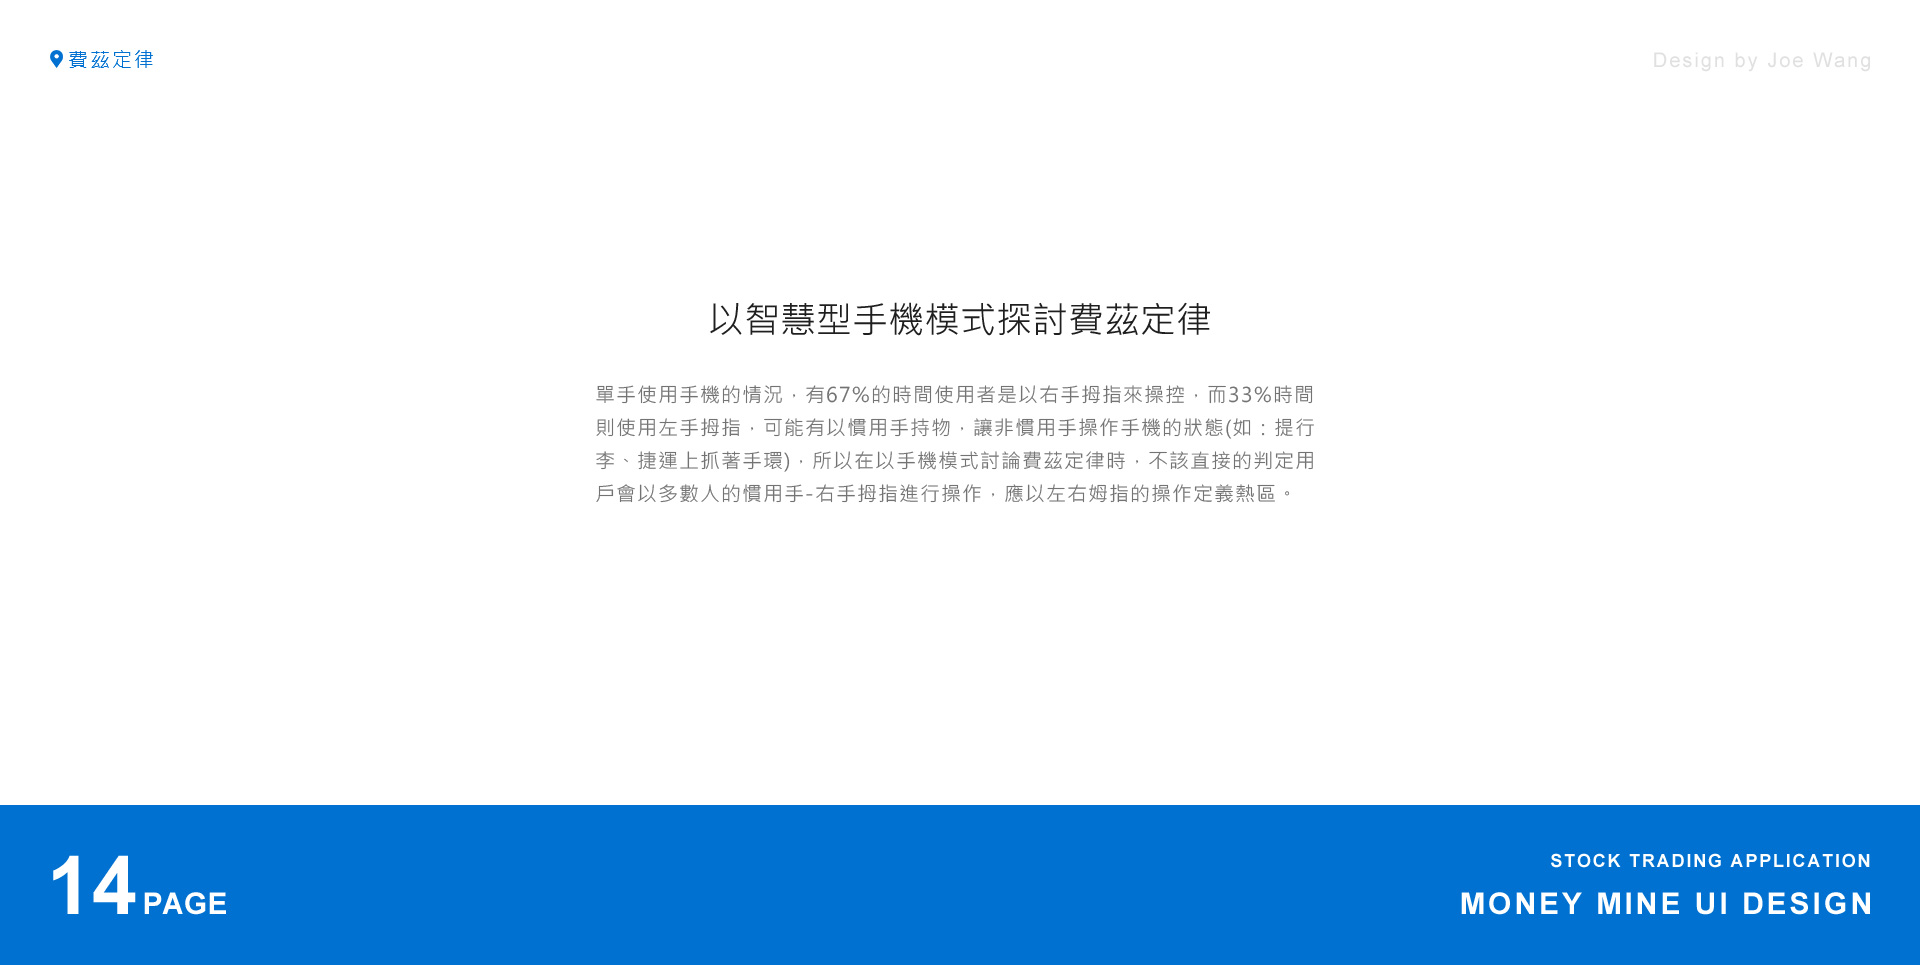 費茲定律
Design by Joe Wang
以智慧型手機模式探討費茲定律
單手使用手機的情況，有67%的時間使用者是以右手拇指來操控，而33%時間
則使用左手拇指，可能有以慣用手持物，讓非慣用手操作手機的狀態(如：提行
李、捷運上抓著手環)，所以在以手機模式討論費茲定律時，不該直接的判定用
戶會以多數人的慣用手-右手拇指進行操作，應以左右姆指的操作定義熱區。
14 PAGE
STOCK TRADING APPLICATION
MONEY MINE UI DESIGN